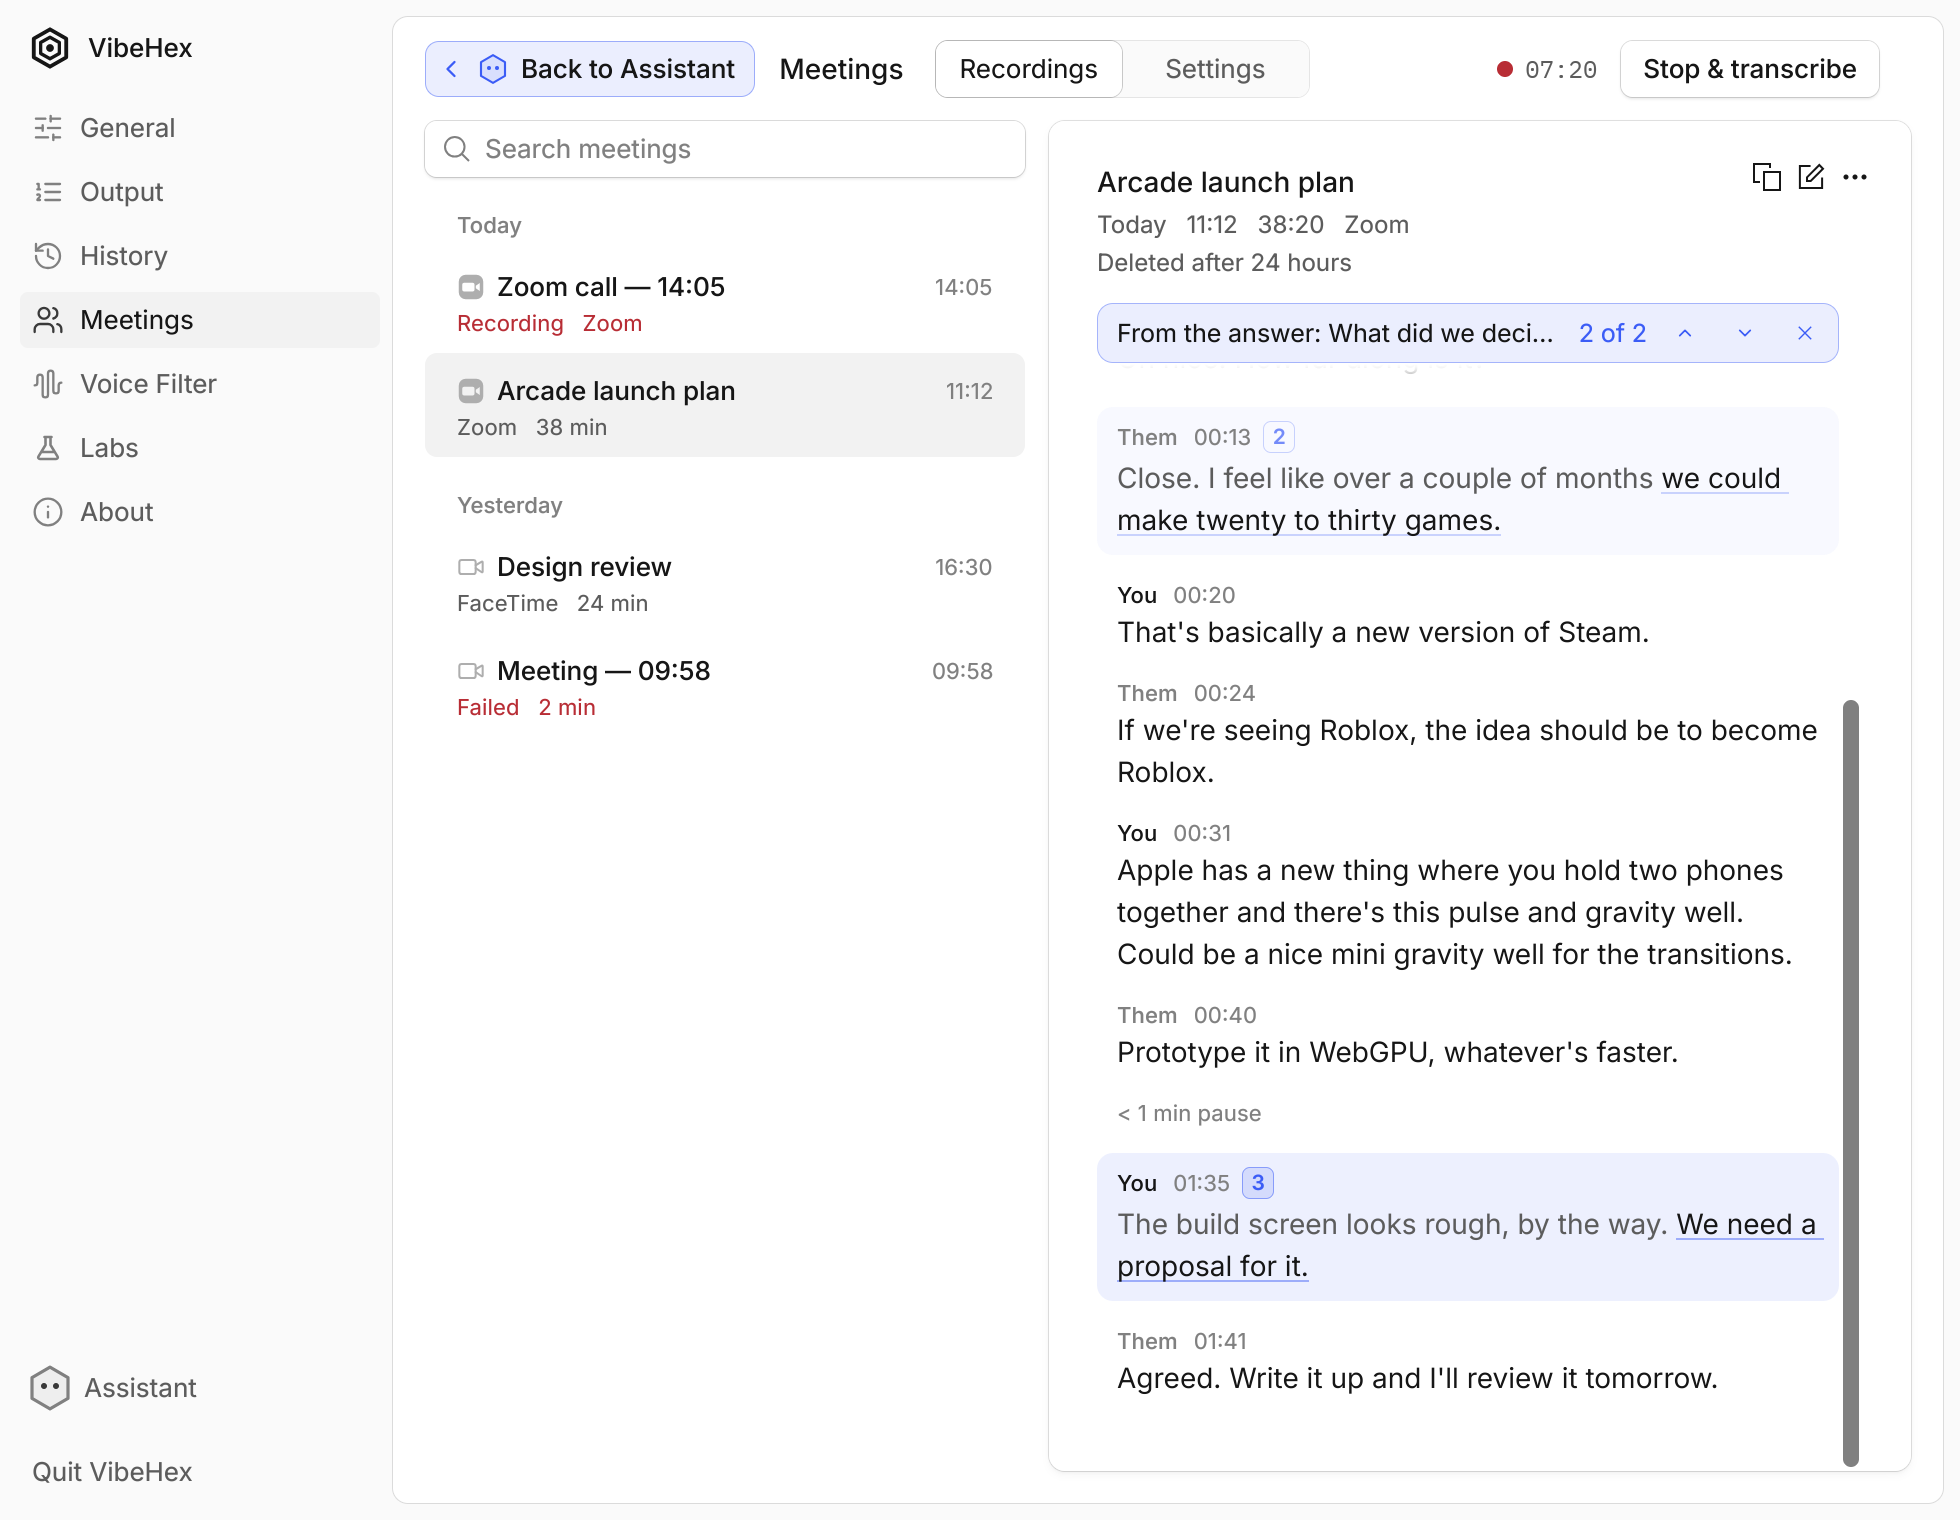 VibeHex
General
Output
History
Meetings
Voice Filter
Labs
About
Assistant
Quit VibeHex
Back to Assistant
Meetings
Recordings
Settings
07:20
Stop & transcribe
Search meetings
Today
Zoom call — 14:05
14:05
Recording Zoom
Arcade launch plan
11:12
Zoom 38 min
Yesterday
Design review
16:30
FaceTime 24 min
Meeting — 09:58
09:58
Failed 2 min
Arcade launch plan
Today 11:12 38:20 Zoom
Deleted after 24 hours
From the answer: What did we deci... 2 of 2
Them 00:13 2
Close. I feel like over a couple of months we could
make twenty to thirty games.
You 00:20
That's basically a new version of Steam.
Them 00:24
If we're seeing Roblox, the idea should be to become
Roblox.
You 00:31
Apple has a new thing where you hold two phones
together and there's this pulse and gravity well.
Could be a nice mini gravity well for the transitions.
Them 00:40
Prototype it in WebGPU, whatever's faster.
< 1 min pause
You 01:35 3
The build screen looks rough, by the way. We need a
proposal for it.
Them 01:41
Agreed. Write it up and I'll review it tomorrow.